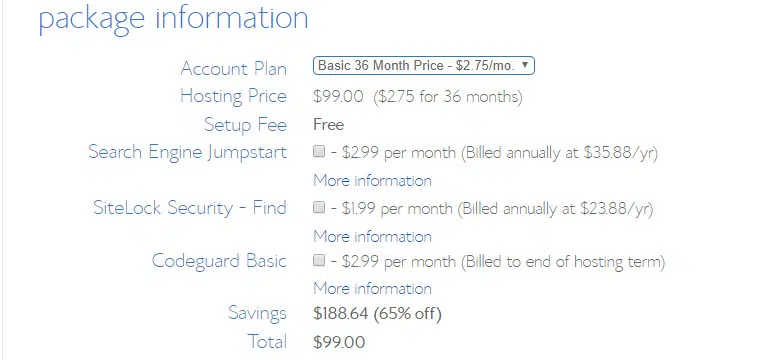 package information
Account Plan Basic 36 Month Price - $2.75/mo.
Hosting Price $99.00 ($2.75 for 36 months)
Setup Fee Free
Search Engine Jumpstart - $2.99 per month (Billed annually at $35.88/yr)
More information
SiteLock Security - Find - $1.99 per month (Billed annually at $23.88/yr)
More information
Codeguard Basic - $2.99 per month (Billed to end of hosting term)
More information
Savings $188.64 (65% off)
Total $99.00